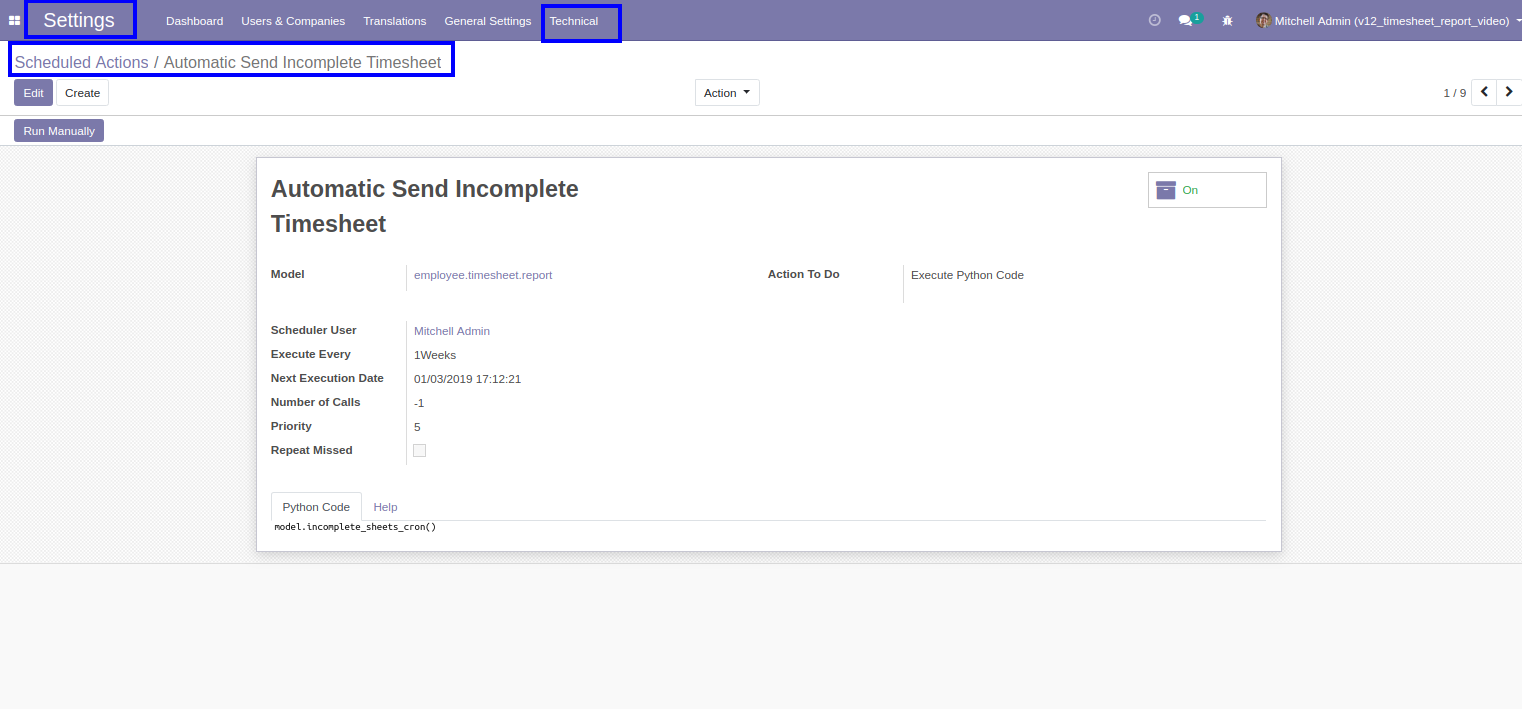 Settings Dashboard Users & Companies Translations General Settings Technical 1 Mitchell Admin (v12_timesheet_report_video)
Scheduled Actions / Automatic Send Incomplete Timesheet
Edit Create Action 1 / 9
Run Manually
Automatic Send Incomplete
Timesheet
On
Model employee.timesheet.report Action To Do Execute Python Code
Scheduler User Mitchell Admin
Execute Every 1Weeks
Next Execution Date 01/03/2019 17:12:21
Number of Calls -1
Priority 5
Repeat Missed
Python Code Help
model.incomplete_sheets_cron()